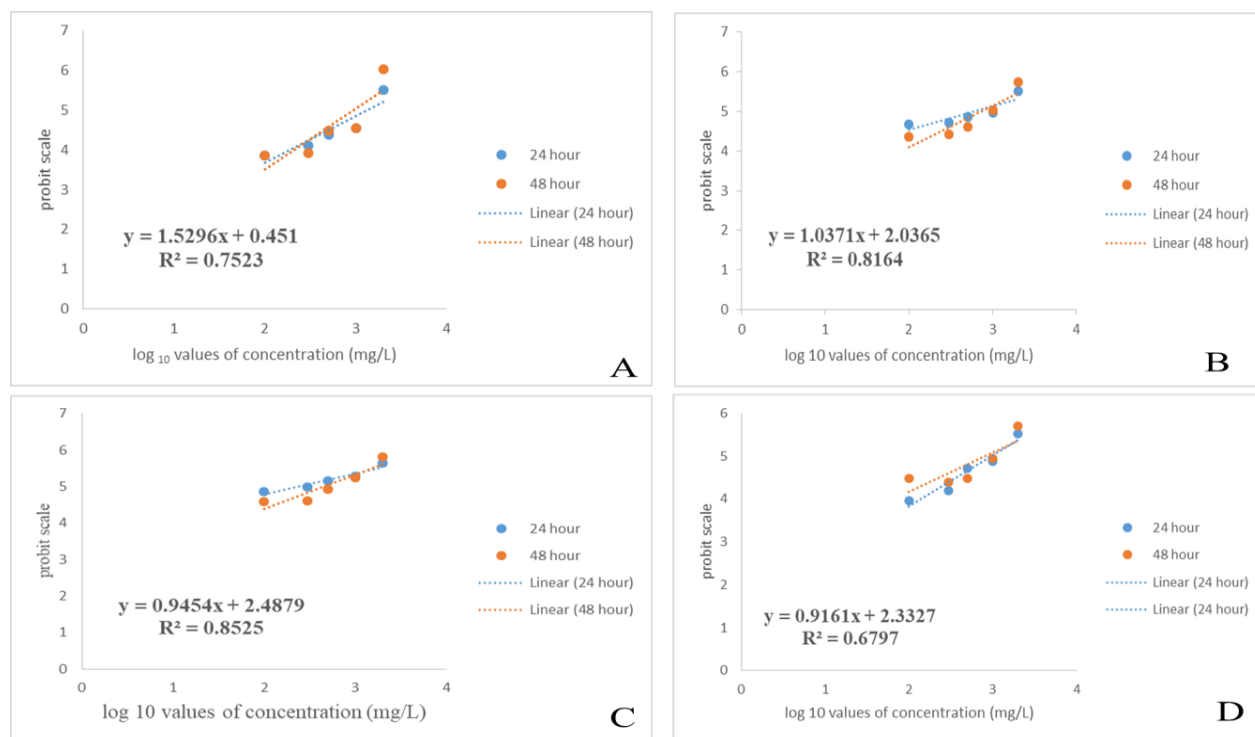 7
6
5
4
3
2
1
0
probit scale
24 hour
48 hour
Linear (24 hour)
Linear (48 hour)
y = 1.5296x + 0.451
R² = 0.7523
0 1 2 3 4
log 10 values of concentration (mg/L)
A
7
6
5
4
3
2
1
0
probit scale
24 hour
48 hour
Linear (24 hour)
Linear (48 hour)
y = 1.0371x + 2.0365
R² = 0.8164
0 1 2 3 4
log 10 values of concentration (mg/L)
B
7
6
5
4
3
2
1
0
probit scale
24 hour
48 hour
Linear (24 hour)
Linear (48 hour)
y = 0.9454x + 2.4879
R² = 0.8525
0 1 2 3 4
log 10 values of concentration (mg/L)
C
6
5
4
3
2
1
0
probit scale
24 hour
48 hour
Linear (24 hour)
Linear (24 hour)
y = 0.9161x + 2.3327
R² = 0.6797
0 1 2 3 4
log 10 values of concentration (mg/L)
D